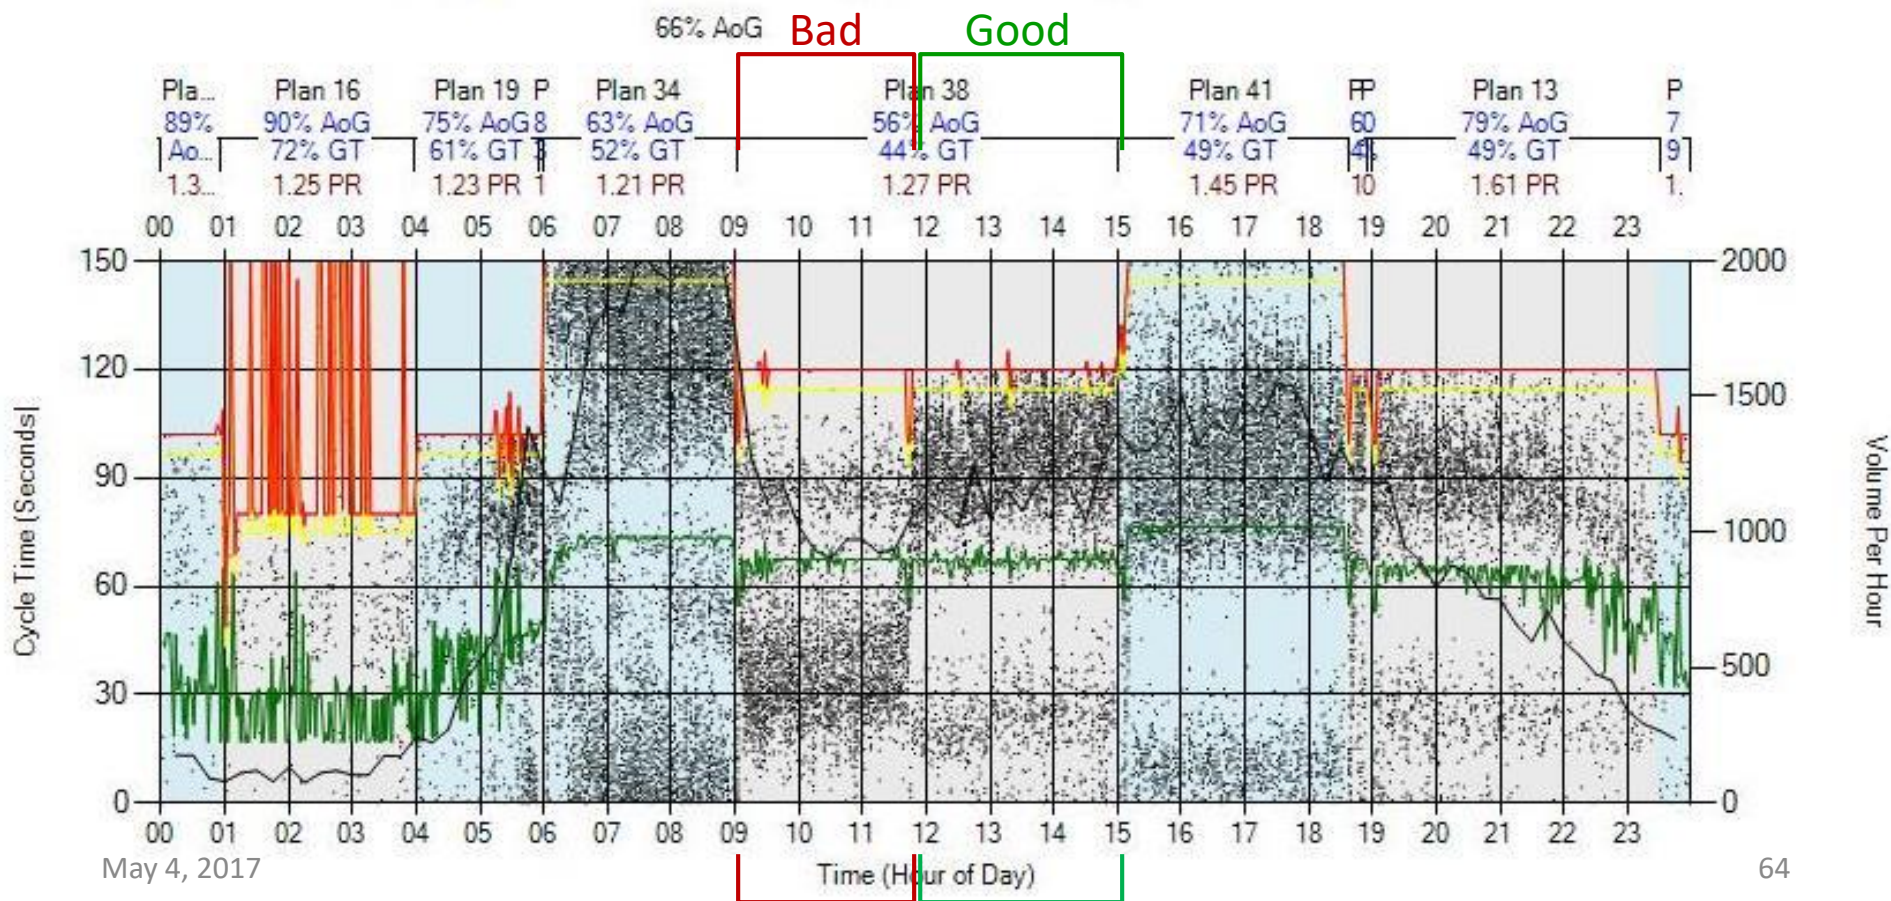 66% AoG Bad Good
Pla... Plan 16 Plan 19 P Plan 34 Plan 38 Plan 41 Plan 13 P
89% 90% AoG 75% AoG 8 63% AoG 56% AoG 71% AoG 60 79% AoG 7
Ao... 72% GT 61% GT 52% GT 44% GT 49% GT 49% GT 9
1.3... 1.25 PR 1.23 PR 1 1.21 PR 1.27 PR 1.45 PR 10 1.61 PR 1.
00 01 02 03 04 05 06 07 08 09 10 11 12 13 14 15 16 17 18 19 20 21 22 23
150 2000
120
1500
90
1000
60
500
30
0 0
Cycle Time (Seconds)
Volume Per Hour
00 01 02 03 04 05 06 07 08 09 10 11 12 13 14 15 16 17 18 19 20 21 22 23
May 4, 2017 Time (Hour of Day) 64